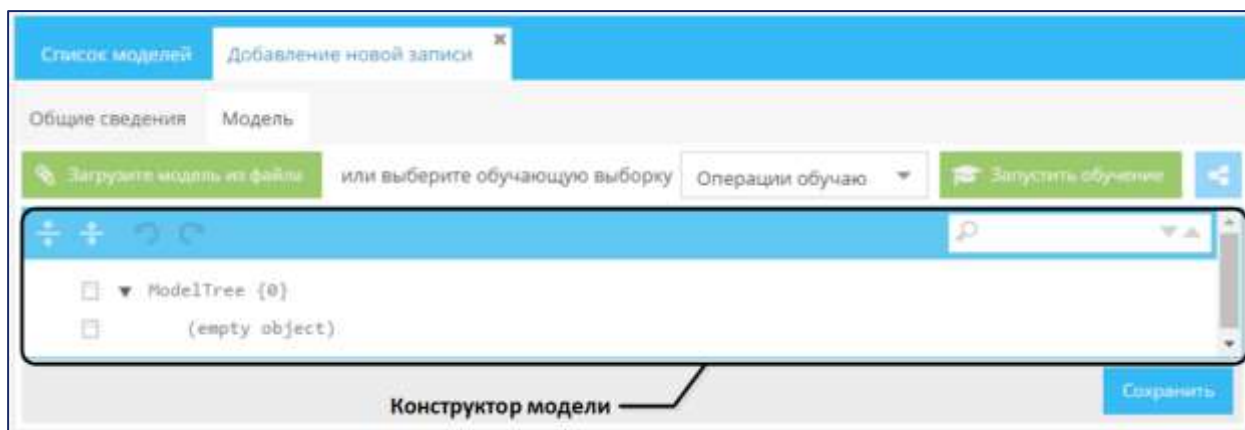 Список моделей Добавление новой записи
Общие сведения Модель
Загрузите модель из файла или выберите обучающую выборку Операции обучаю Запустить обучение
ModelTree {0}
(empty object)
Конструктор модели Сохранить